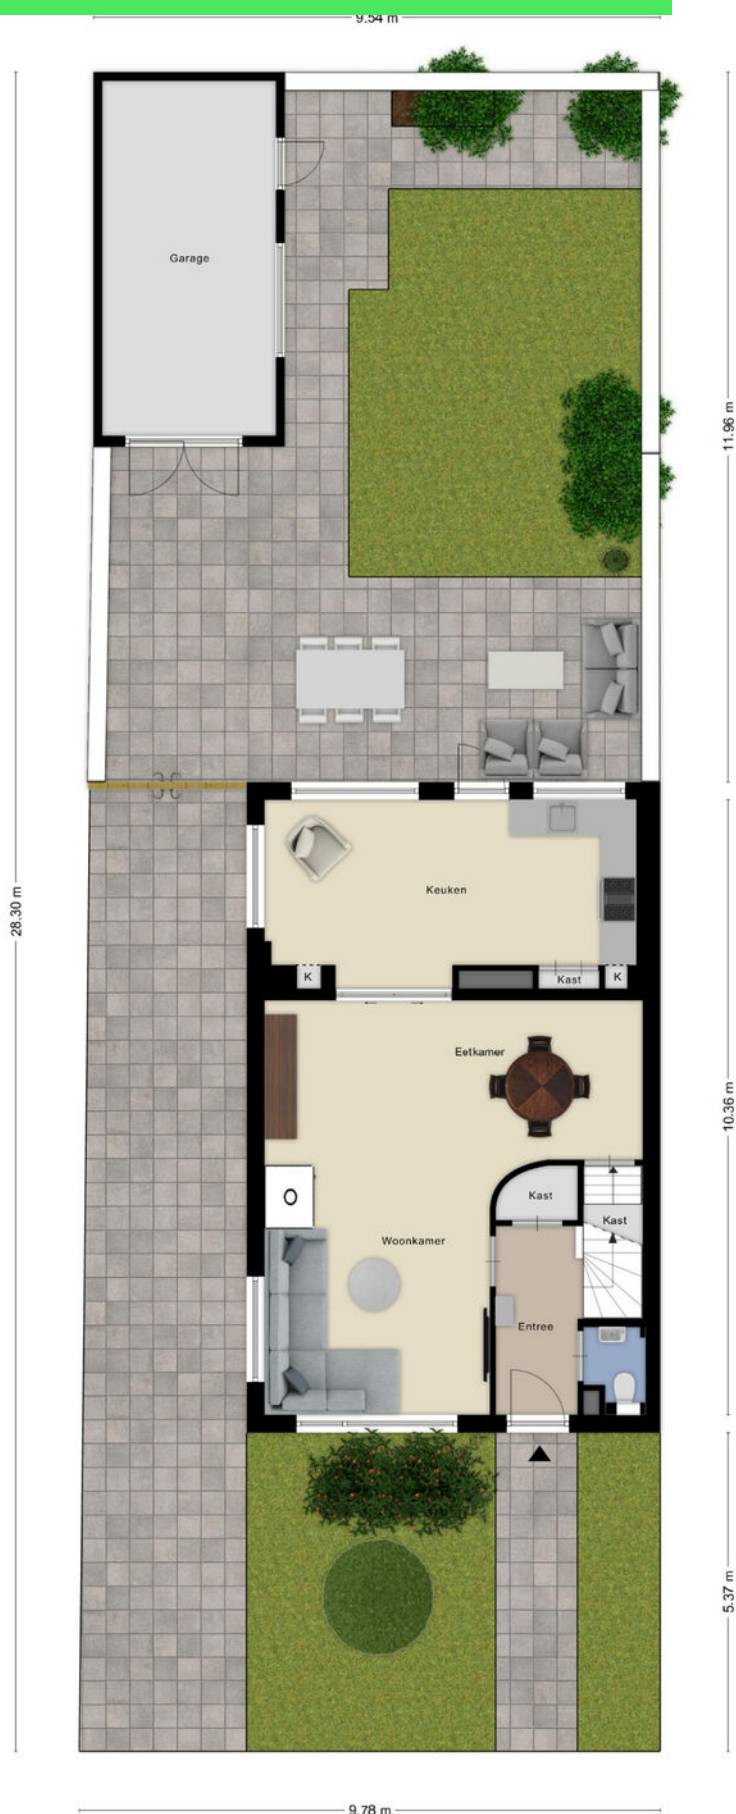 9.54 m
Garage
11.96 m
28.30 m
Keuken
K
Kast
K
Eetkamer
10.36 m
Kast
Kast
Woonkamer
Entree
5.37 m
9.78 m